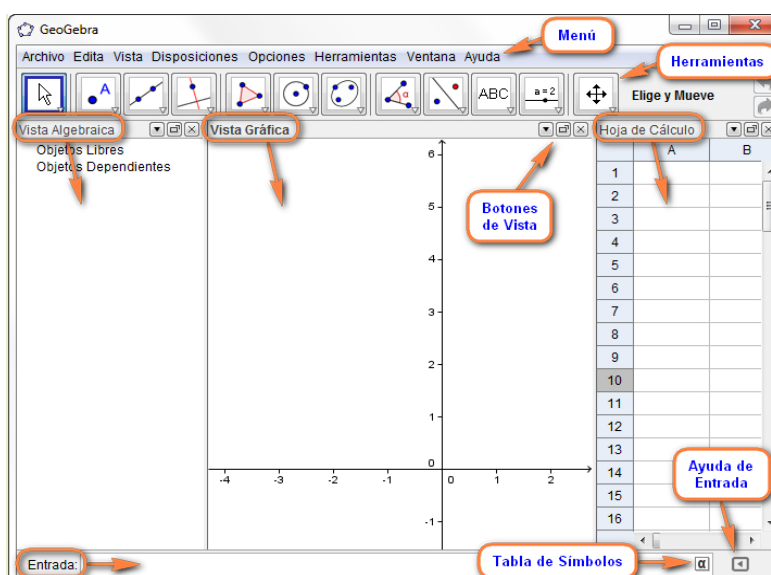 GeoGebra
Menú
Archivo Edita Vista Disposiciones Opciones Herramientas Ventana Ayuda
Herramientas
A
α
ABC
a = 2
Elige y Mueve
Vista Algebraica
Vista Gráfica
Hoja de Cálculo
Objetos Libres
Objetos Dependientes
A B
1
2
3
4
5
6
7
8
9
10
11
12
13
14
15
16
6
5
4
3
2
1
0
-1
-4 -3 -2 -1 0 1 2
Botones
de Vista
Ayuda de
Entrada
Entrada:
Tabla de Símbolos
α